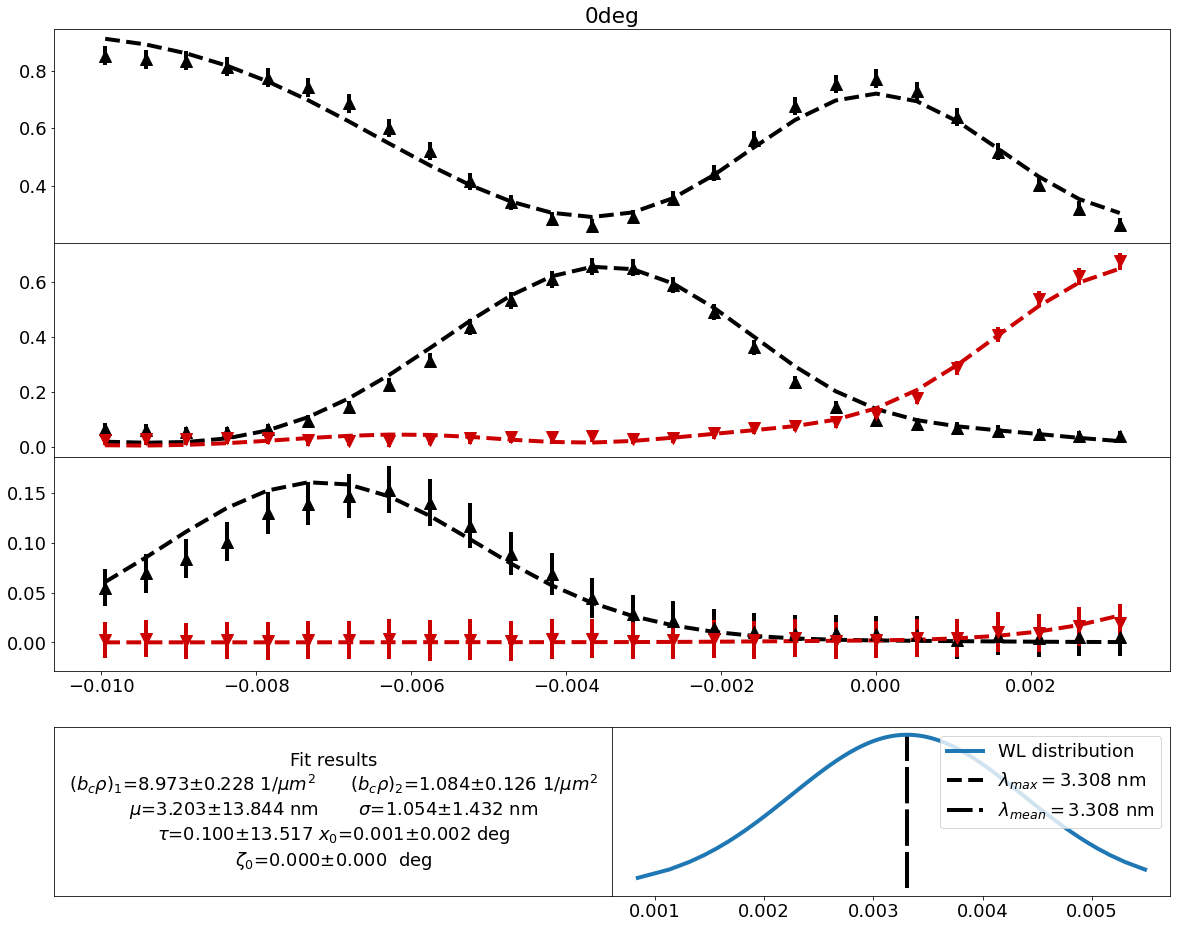 0deg
0.8
0.6
0.4
0.6
0.4
0.2
0.0
0.15
0.10
0.05
0.00
−0.010 −0.008 −0.006 −0.004 −0.002 0.000 0.002
Fit results
(b_cρ)_1=8.973±0.228 1/μm² (b_cρ)_2=1.084±0.126 1/μm²
μ=3.203±13.844 nm σ=1.054±1.432 nm
τ=0.100±13.517 x_0=0.001±0.002 deg
ζ_0=0.000±0.000 deg
WL distribution
λ_max = 3.308 nm
λ_mean = 3.308 nm
0.001 0.002 0.003 0.004 0.005